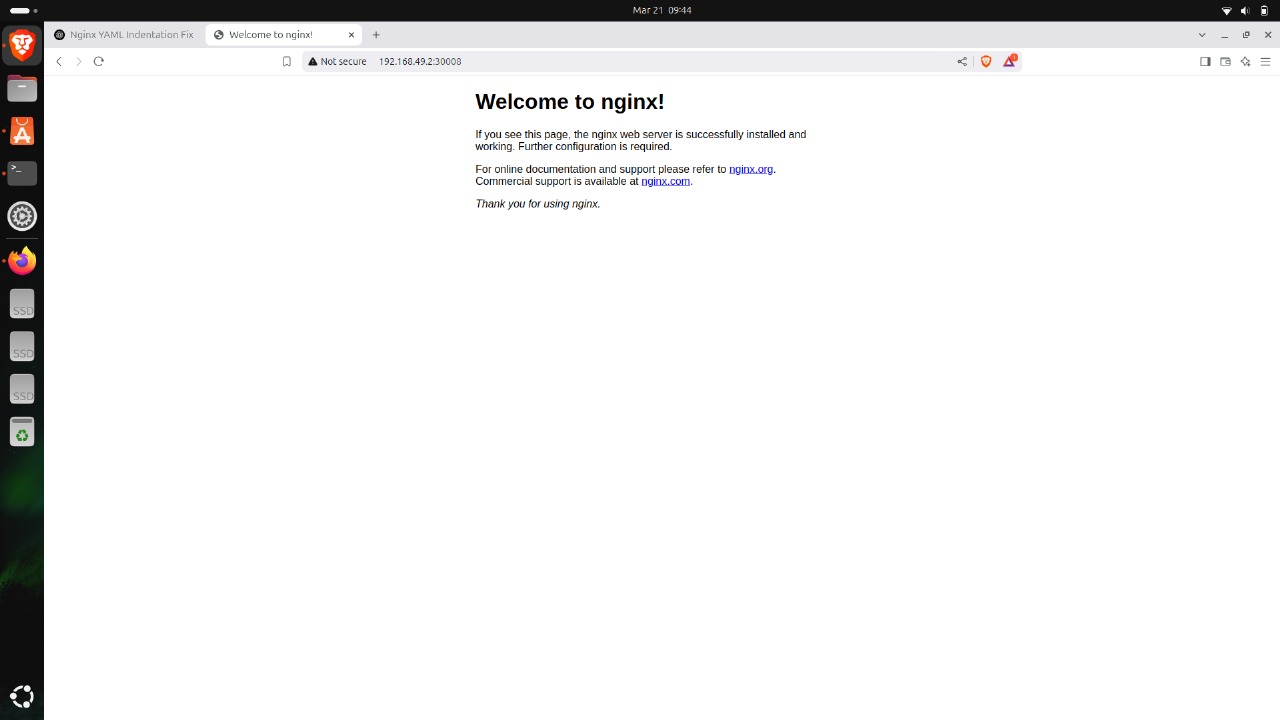 Mar 21 09:44
Nginx YAML Indentation Fix
Welcome to nginx!
Not secure 192.168.49.2:30008
Welcome to nginx!
If you see this page, the nginx web server is successfully installed and
working. Further configuration is required.
For online documentation and support please refer to nginx.org.
Commercial support is available at nginx.com.
Thank you for using nginx.
SSD
SSD
SSD